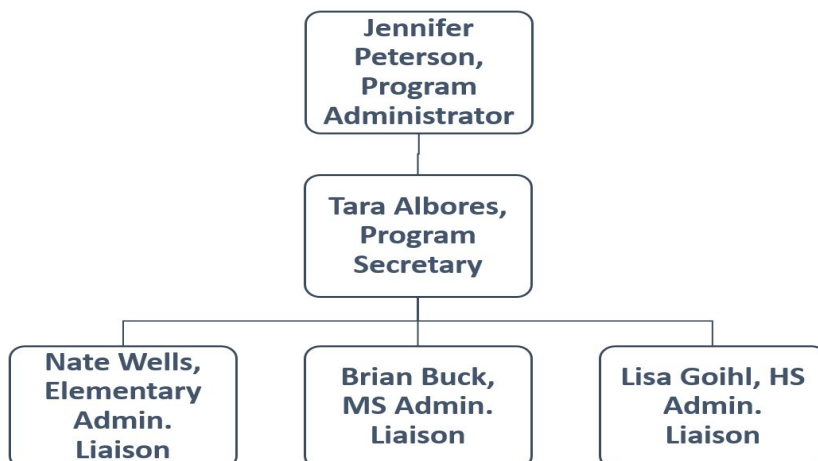 Jennifer
Peterson,
Program
Administrator
Tara Albores,
Program
Secretary
Nate Wells,
Elementary
Admin.
Liaison
Brian Buck,
MS Admin.
Liaison
Lisa Goihl, HS
Admin.
Liaison